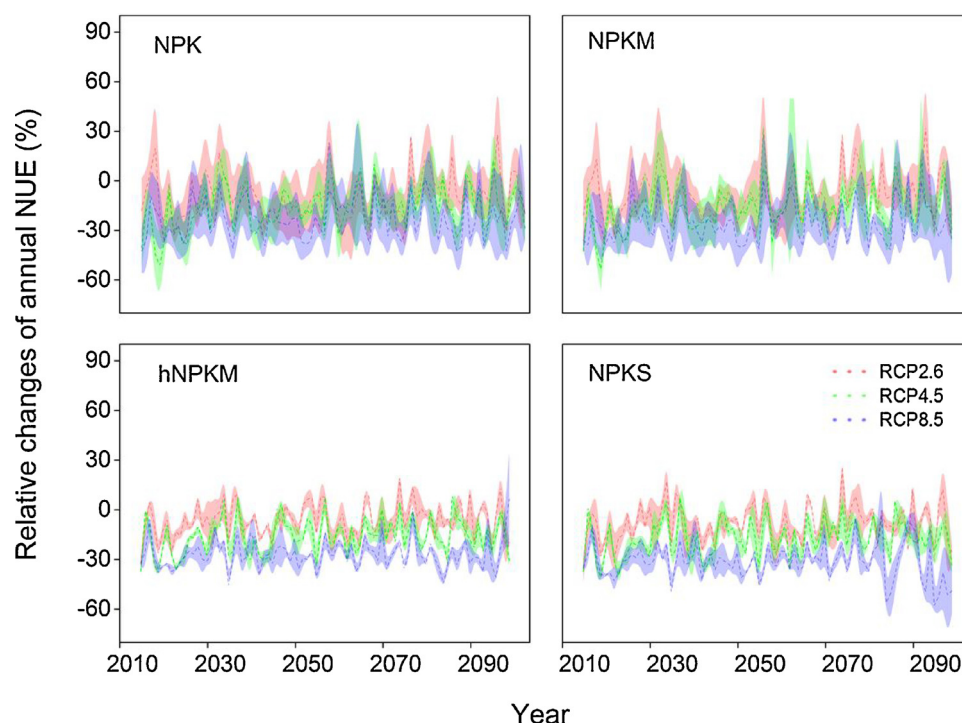 Relative changes of annual NUE (%)
NPK
NPKM
90
60
30
0
-30
-60
hNPKM
NPKS
RCP2.6
RCP4.5
RCP8.5
90
60
30
0
-30
-60
2010 2030 2050 2070 2090
2010 2030 2050 2070 2090
Year